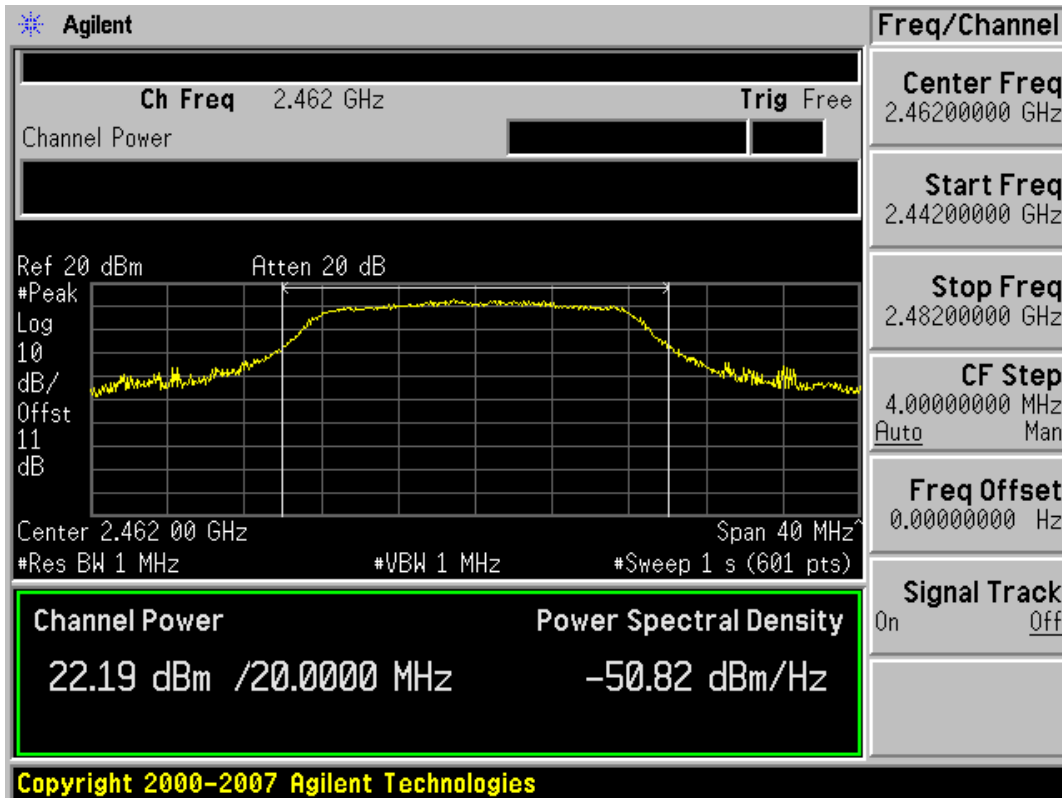 Agilent
Freq/Channel
Ch Freq 2.462 GHz Trig Free
Channel Power
Center Freq
2.46200000 GHz
Start Freq
2.44200000 GHz
Stop Freq
2.48200000 GHz
CF Step
4.00000000 MHz
Auto Man
Freq Offset
0.00000000 Hz
Signal Track
On Off
Ref 20 dBm Atten 20 dB
#Peak
Log
10
dB/
Offst
11
dB
Center 2.462 00 GHz Span 40 MHz^
#Res BW 1 MHz #VBW 1 MHz #Sweep 1 s (601 pts)
Channel Power Power Spectral Density
22.19 dBm /20.0000 MHz -50.82 dBm/Hz
Copyright 2000-2007 Agilent Technologies